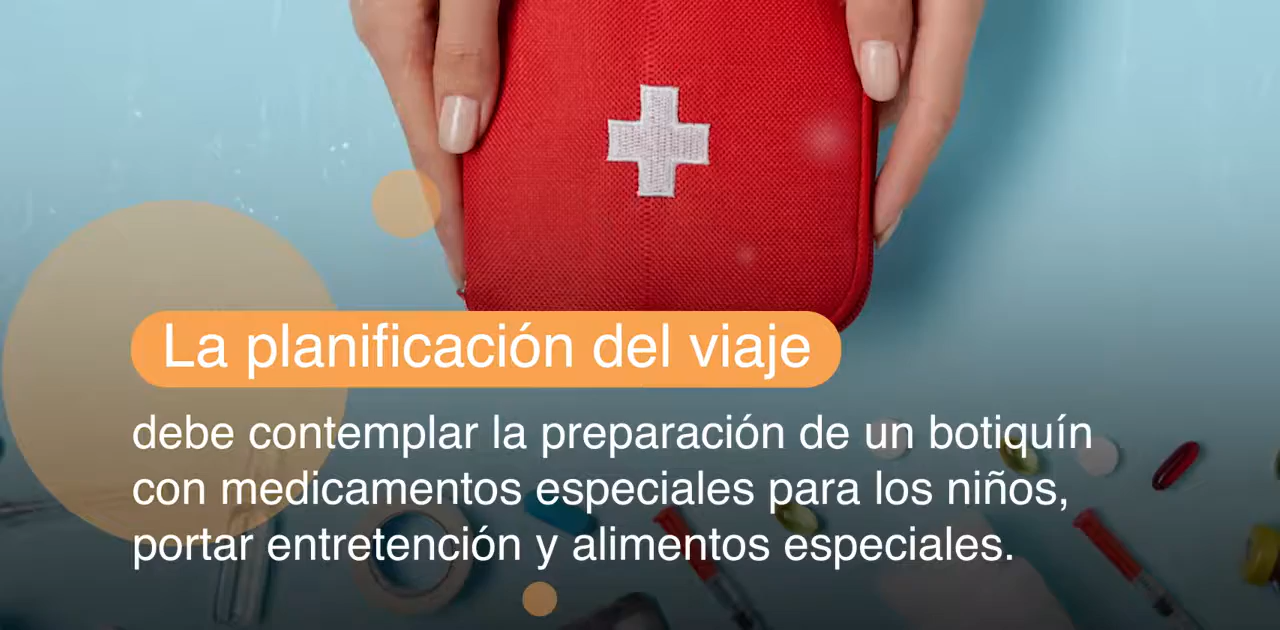 La planificación del viaje
debe contemplar la preparación de un botiquín
con medicamentos especiales para los niños,
portar entretención y alimentos especiales.